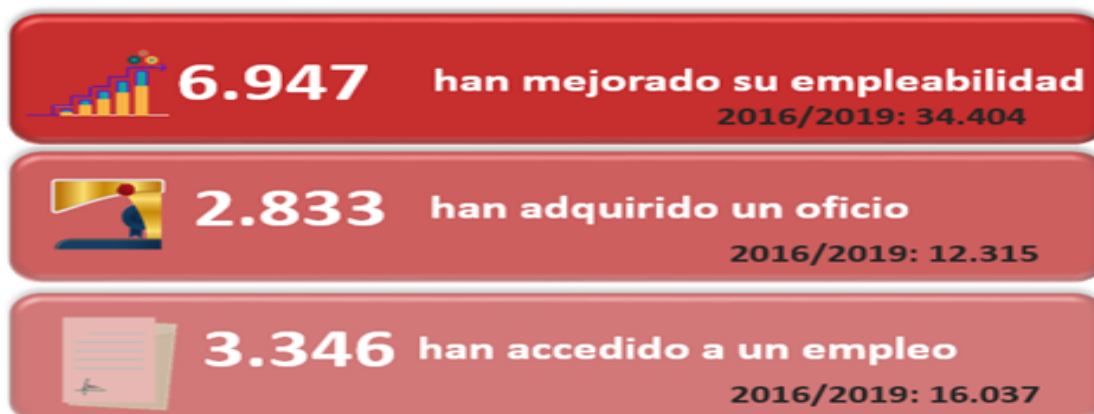 6.947 han mejorado su empleabilidad
2016/2019: 34.404
2.833 han adquirido un oficio
2016/2019: 12.315
3.346 han accedido a un empleo
2016/2019: 16.037